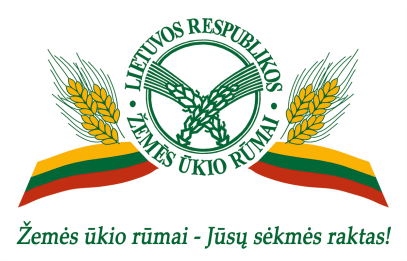 • LIETUVOS RESPUBLIKOS •
ŽEMĖS ŪKIO RŪMAI
Žemės ūkio rūmai - Jūsų sėkmės raktas!